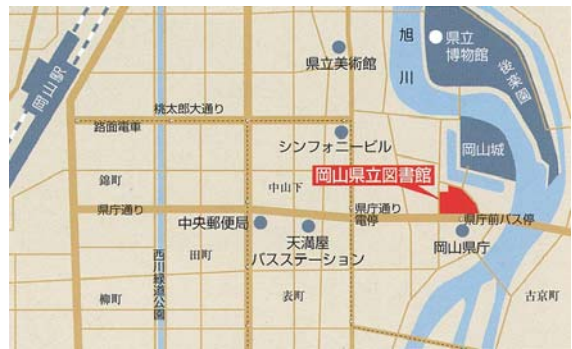 岡山駅
県立美術館
旭川
県立
博物館
後楽園
桃太郎大通り
路面電車
シンフォニービル
岡山城
錦町
中山下
岡山県立図書館
県庁通り
中央郵便局
天満屋
バスステーション
県庁通り
電停
県庁前バス停
岡山県庁
西川緑道公園
田町
柳町
表町
古京町